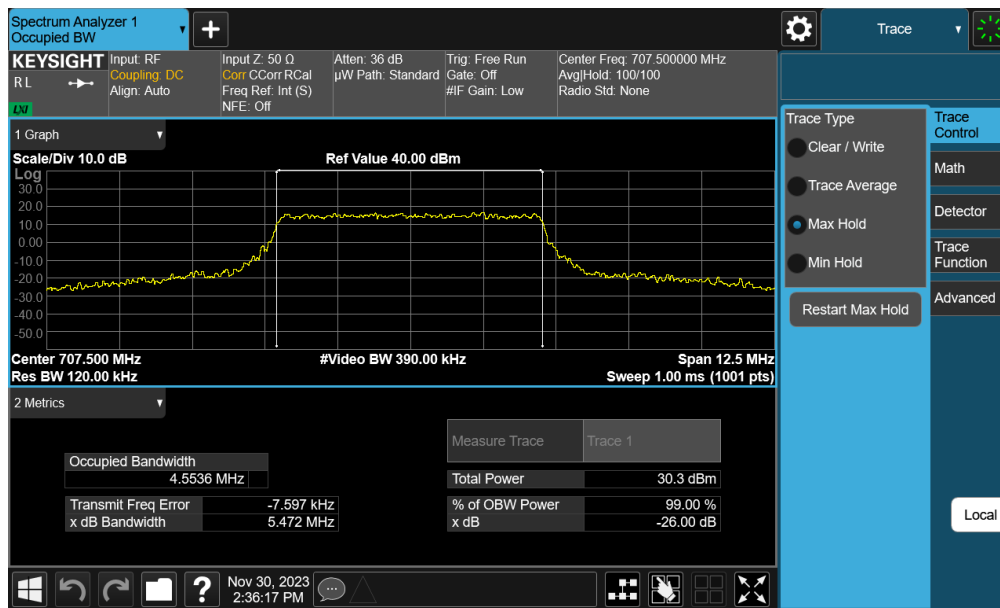 Spectrum Analyzer 1
Occupied BW
+
Trace
KEYSIGHT
R L
LXI
Input: RF
Coupling: DC
Align: Auto
Input Z: 50 Ω
Corr CCorr RCal
Freq Ref: Int (S)
NFE: Off
Atten: 36 dB
µW Path: Standard
Trig: Free Run
Gate: Off
#IF Gain: Low
Center Freq: 707.500000 MHz
Avg|Hold: 100/100
Radio Std: None
1 Graph
Scale/Div 10.0 dB
Ref Value 40.00 dBm
Log
30.0
20.0
10.0
0.00
-10.0
-20.0
-30.0
-40.0
-50.0
Center 707.500 MHz
#Video BW 390.00 kHz
Span 12.5 MHz
Res BW 120.00 kHz
Sweep 1.00 ms (1001 pts)
2 Metrics
Measure Trace
Trace 1
Occupied Bandwidth
4.5536 MHz
Total Power
30.3 dBm
Transmit Freq Error
-7.597 kHz
% of OBW Power
99.00 %
x dB Bandwidth
5.472 MHz
x dB
-26.00 dB
Trace Type
Clear / Write
Trace Average
Max Hold
Min Hold
Restart Max Hold
Trace
Control
Math
Detector
Trace
Function
Advanced
Local
?
Nov 30, 2023
2:36:17 PM